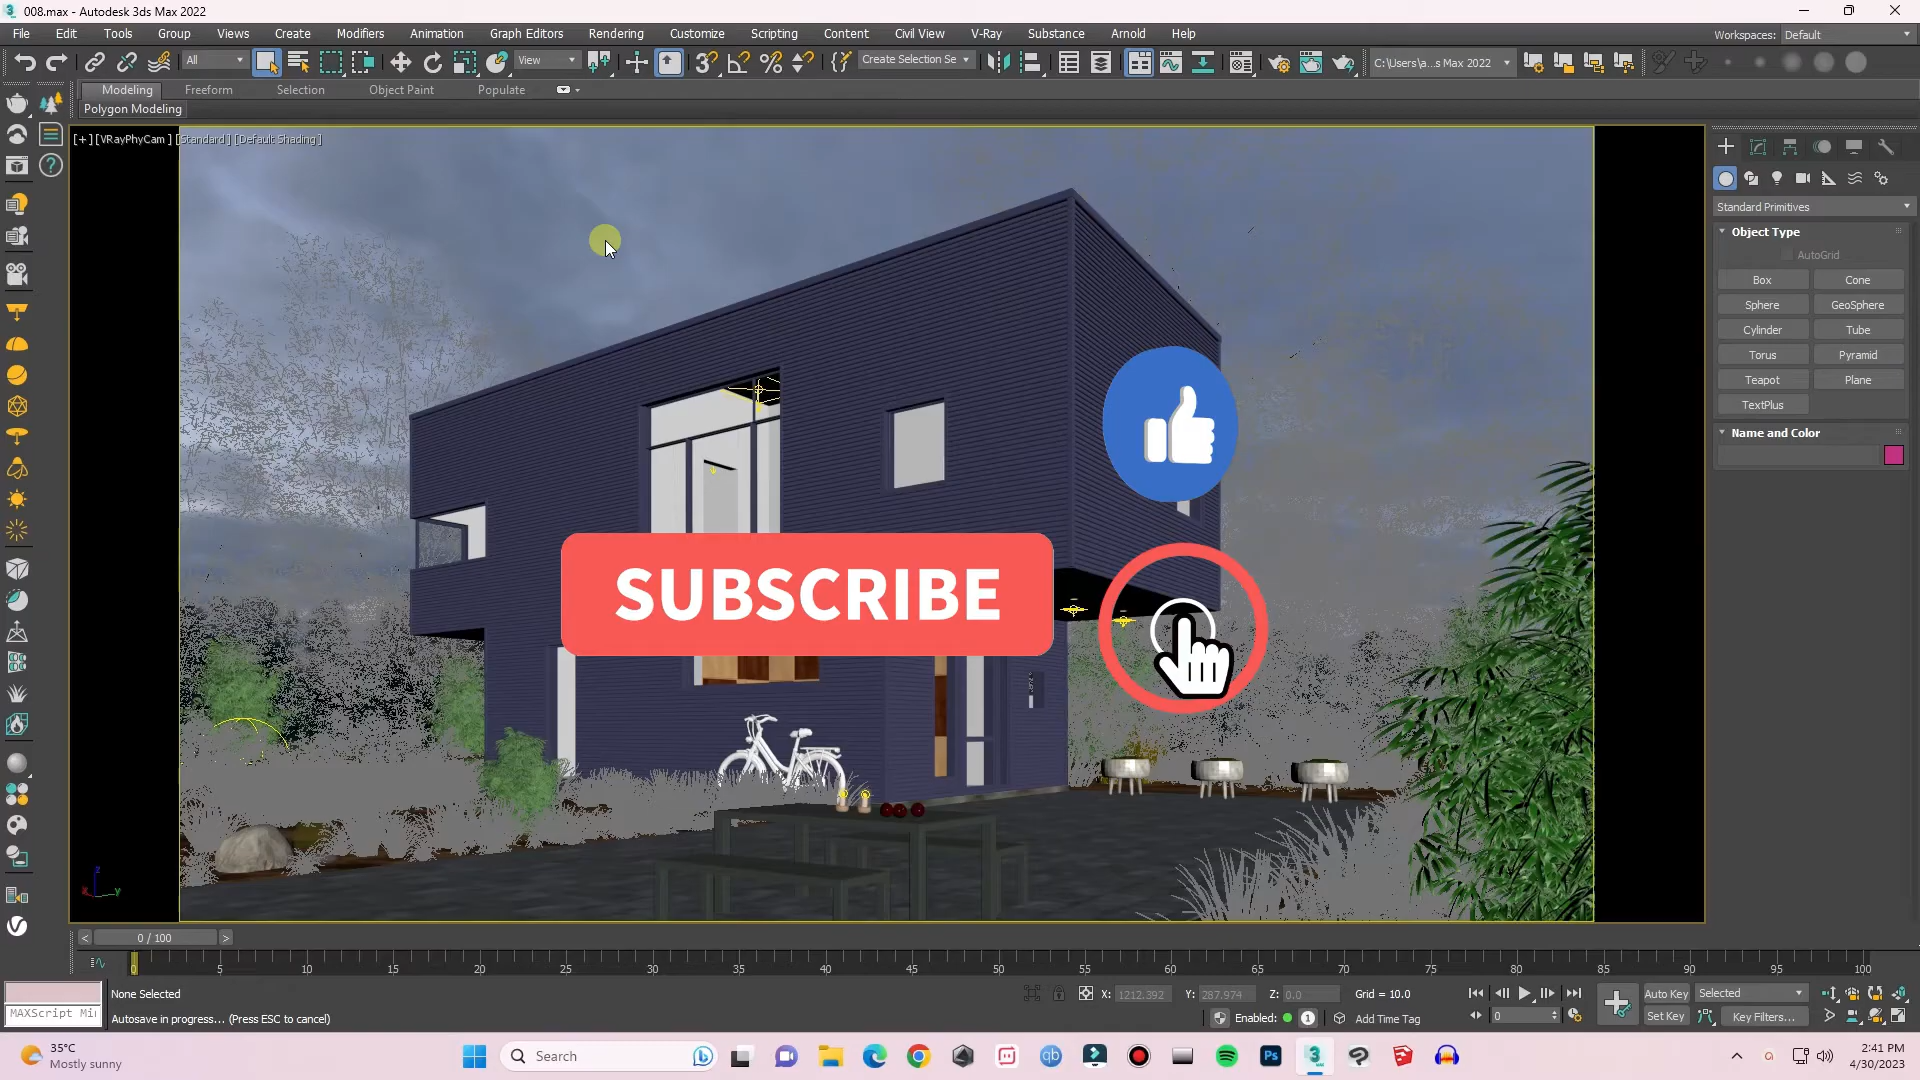 008.max - Autodesk 3ds Max 2022
File Edit Tools Group Views Create Modifiers Animation Graph Editors Rendering Customize Scripting Content Civil View V-Ray Substance Arnold Help
Workspaces: Default
All View Create Selection Se C:\Users\a...s Max 2022
Modeling Freeform Selection Object Paint Populate
Polygon Modeling
[+] [VRayPhyCam ] [Standard] [Default Shading]
Standard Primitives
Object Type
AutoGrid
Box Cone
Sphere GeoSphere
Cylinder Tube
Torus Pyramid
Teapot Plane
TextPlus
Name and Color
SUBSCRIBE
z
x y
< 0 / 100 >
0 5 10 15 20 25 30 35 40 45 50 55 60 65 70 75 80 85 90 95 100
None Selected
X: 1212.392 Y: 287.974 Z: 0.0 Grid = 10.0
Auto Key Selected
MAXScript Mi
Autosave in progress... (Press ESC to cancel)
Enabled: 1 Add Time Tag
0
Set Key Key Filters...
35°C
Mostly sunny
Search
2:41 PM
4/30/2023